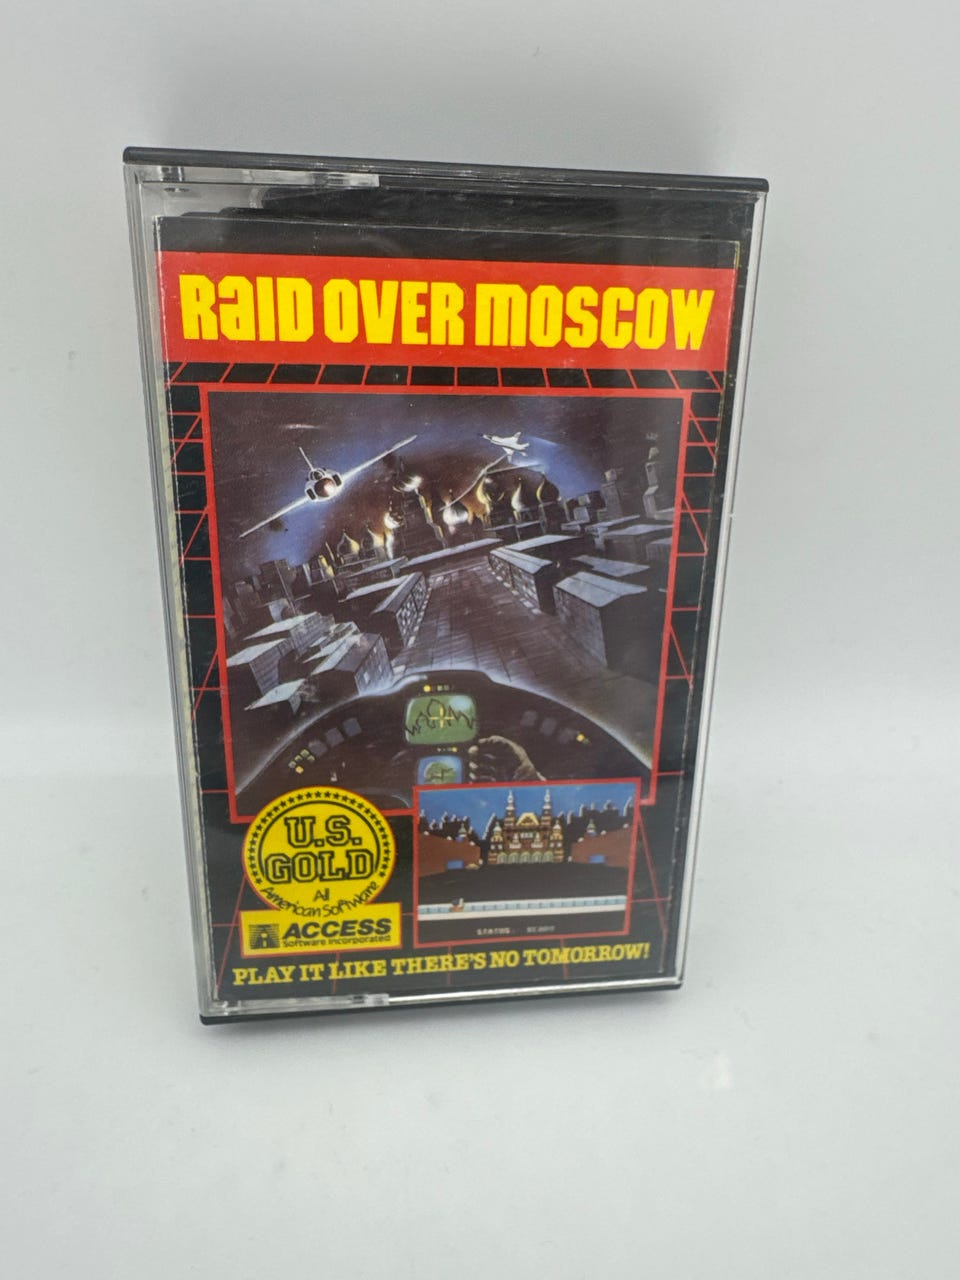 RaID OVER mOSCOW
U.S.
GOLD
All
American Software
ACCESS
Software Incorporated
STATUS
PLAY IT LIKE THERE'S NO TOMORROW!